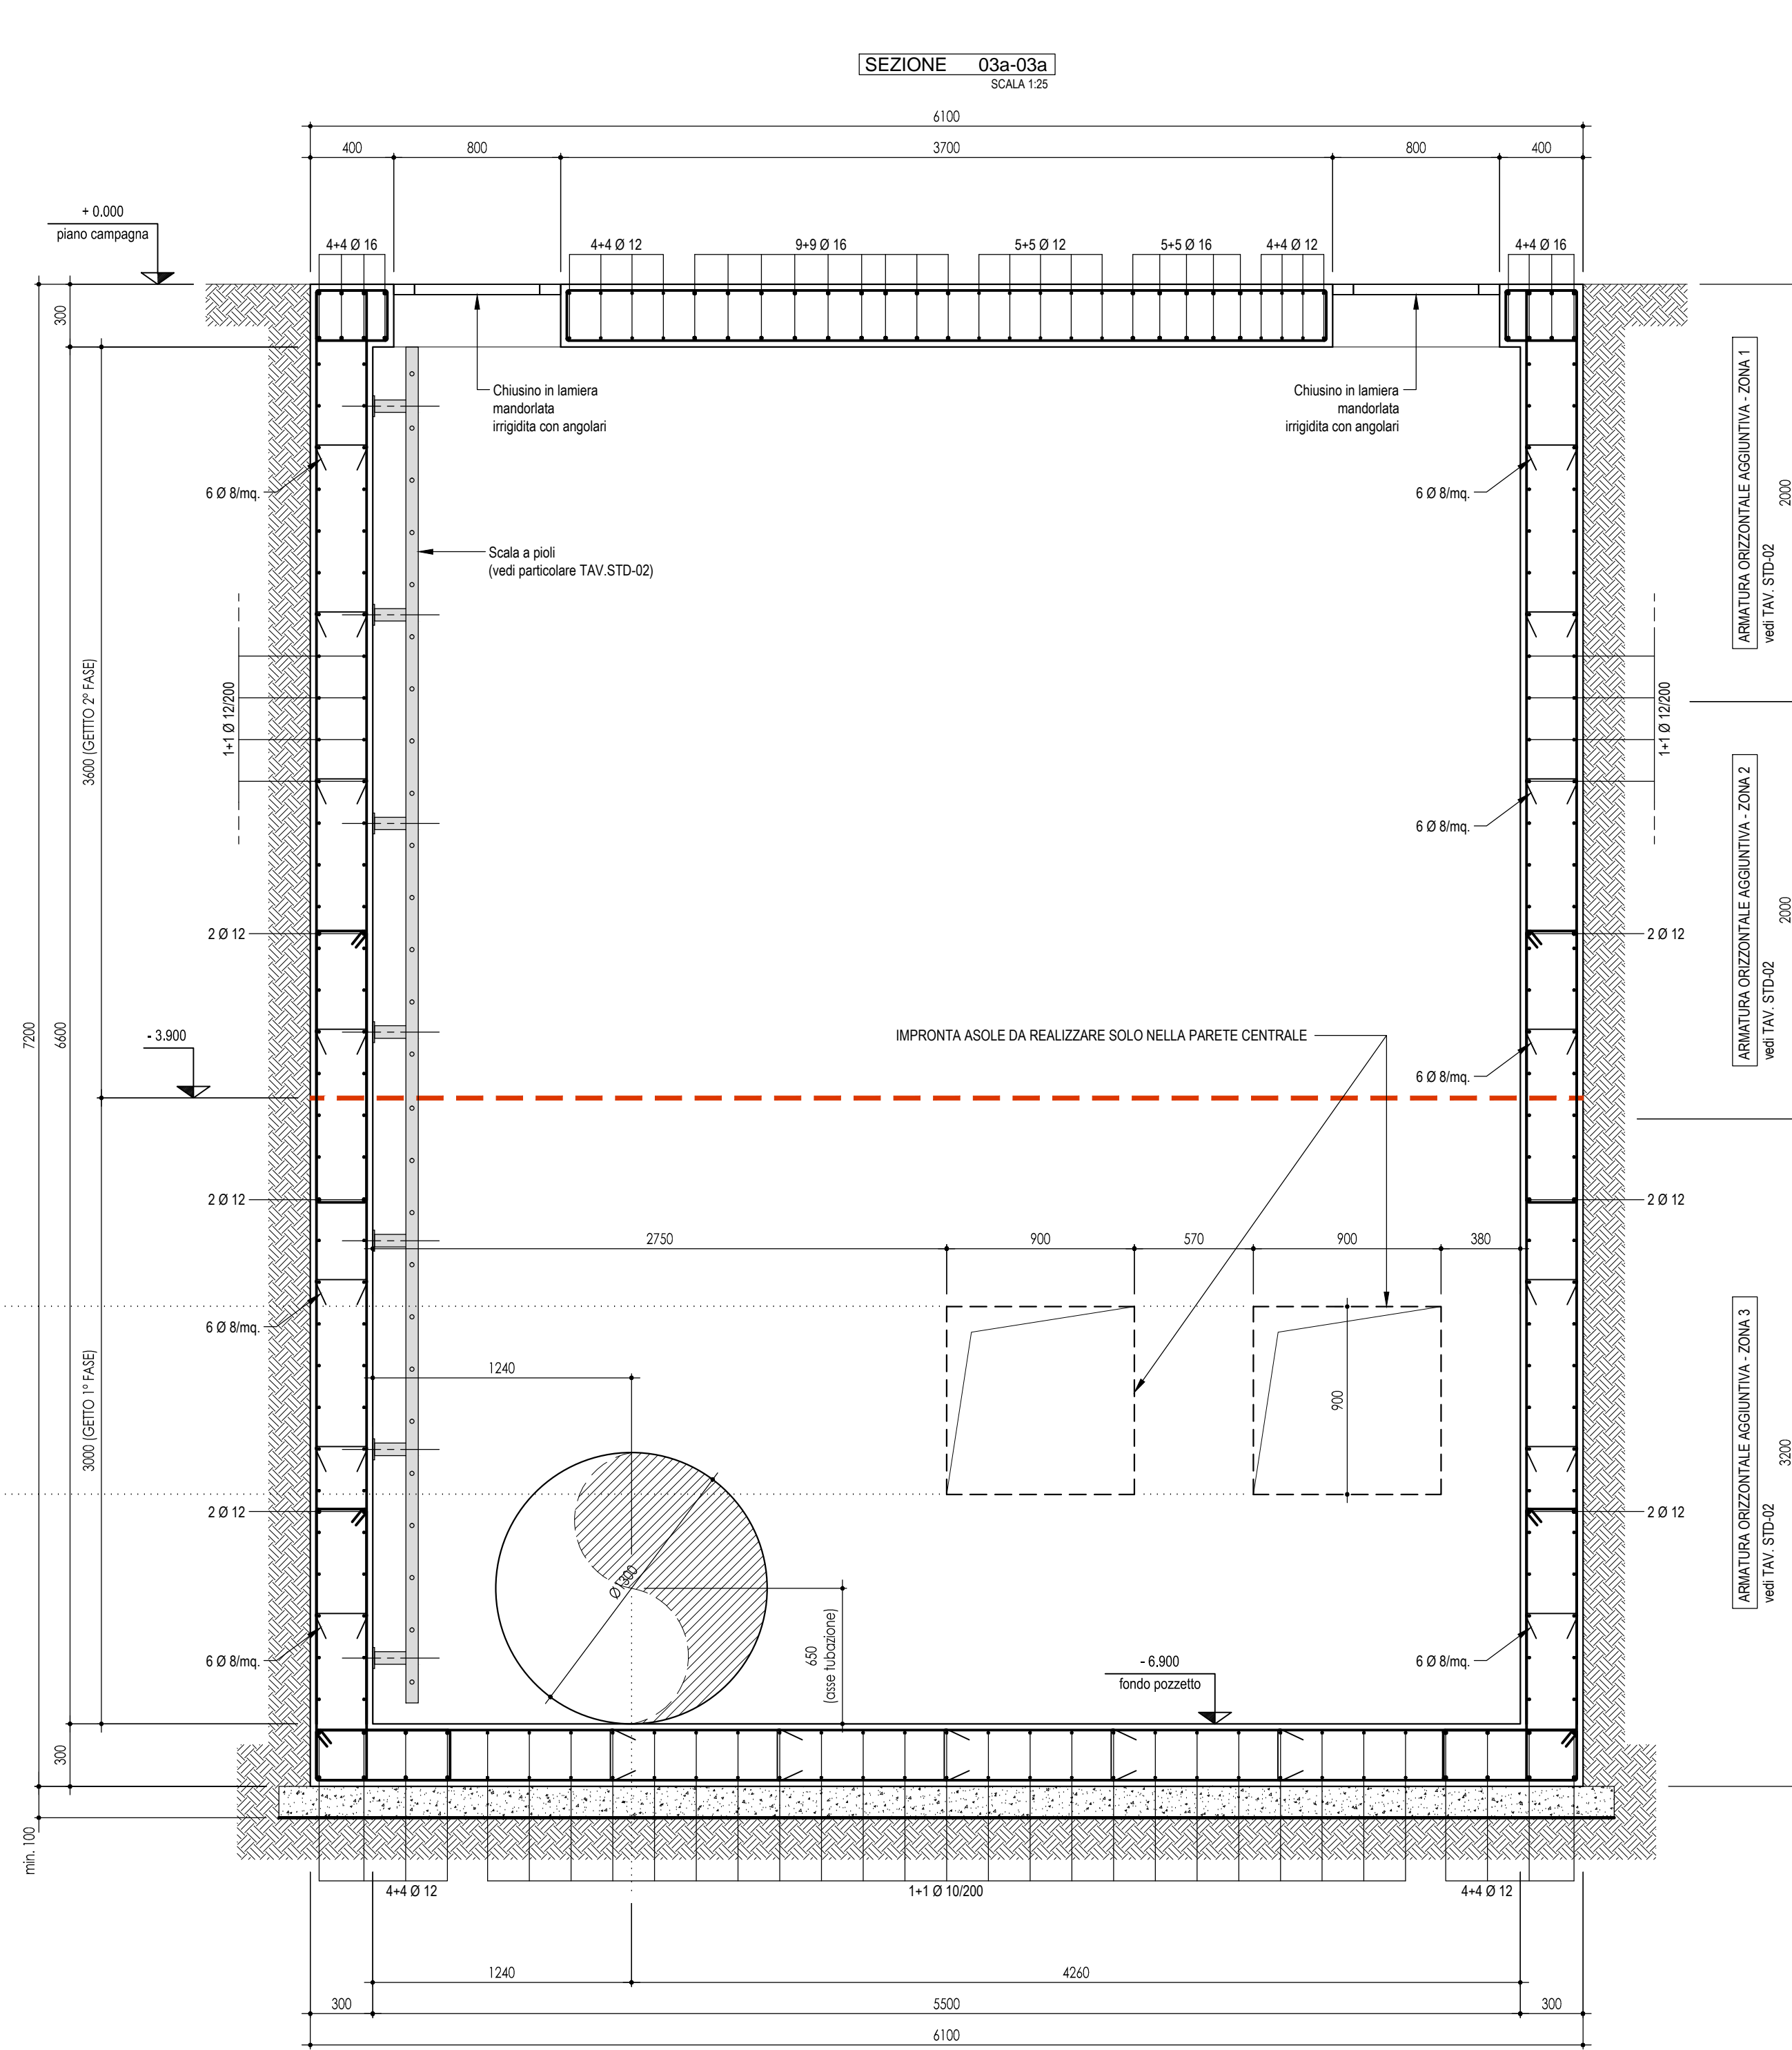 SEZIONE 03a-03a
SCALA 1:25
6100
400 800 3700 800 400
+ 0.000
piano campagna
4+4 Ø 16 4+4 Ø 12 9+9 Ø 16 5+5 Ø 12 5+5 Ø 16 4+4 Ø 12 4+4 Ø 16
300
Chiusino in lamiera
mandorlata
irrigidita con angolari
Chiusino in lamiera
mandorlata
irrigidita con angolari
6 Ø 8/mq.
6 Ø 8/mq.
ARMATURA ORIZZONTALE AGGIUNTIVA - ZONA 1
vedi TAV. STD-02
2000
Scala a pioli
(vedi particolare TAV.STD-02)
3600 (GETTO 2° FASE)
1+1 Ø 12/200
1+1 Ø 12/200
6 Ø 8/mq.
ARMATURA ORIZZONTALE AGGIUNTIVA - ZONA 2
vedi TAV. STD-02
2000
2 Ø 12
2 Ø 12
7200
6600
- 3.900
IMPRONTA ASOLE DA REALIZZARE SOLO NELLA PARETE CENTRALE
6 Ø 8/mq.
2 Ø 12
2 Ø 12
2750 900 570 900 380
6 Ø 8/mq.
1240
900
3000 (GETTO 1° FASE)
ARMATURA ORIZZONTALE AGGIUNTIVA - ZONA 3
vedi TAV. STD-02
3200
2 Ø 12
2 Ø 12
Ø1300
650
(asse tubazione)
6 Ø 8/mq.
- 6.900
fondo pozzetto
6 Ø 8/mq.
300
min. 100
4+4 Ø 12 1+1 Ø 10/200 4+4 Ø 12
1240 4260
300 5500 300
6100